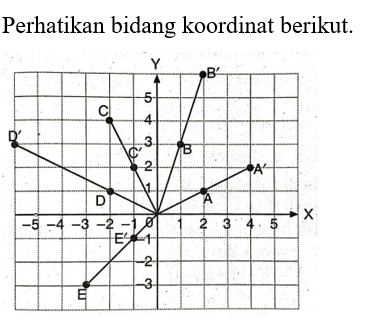 Perhatikan bidang koordinat berikut.
Y
B'
5
C 4
D' 3 B
C' 2 A'
D 1 A
-5 -4 -3 -2 -1 0 1 2 3 4 5 X
E' -1
-2
E -3